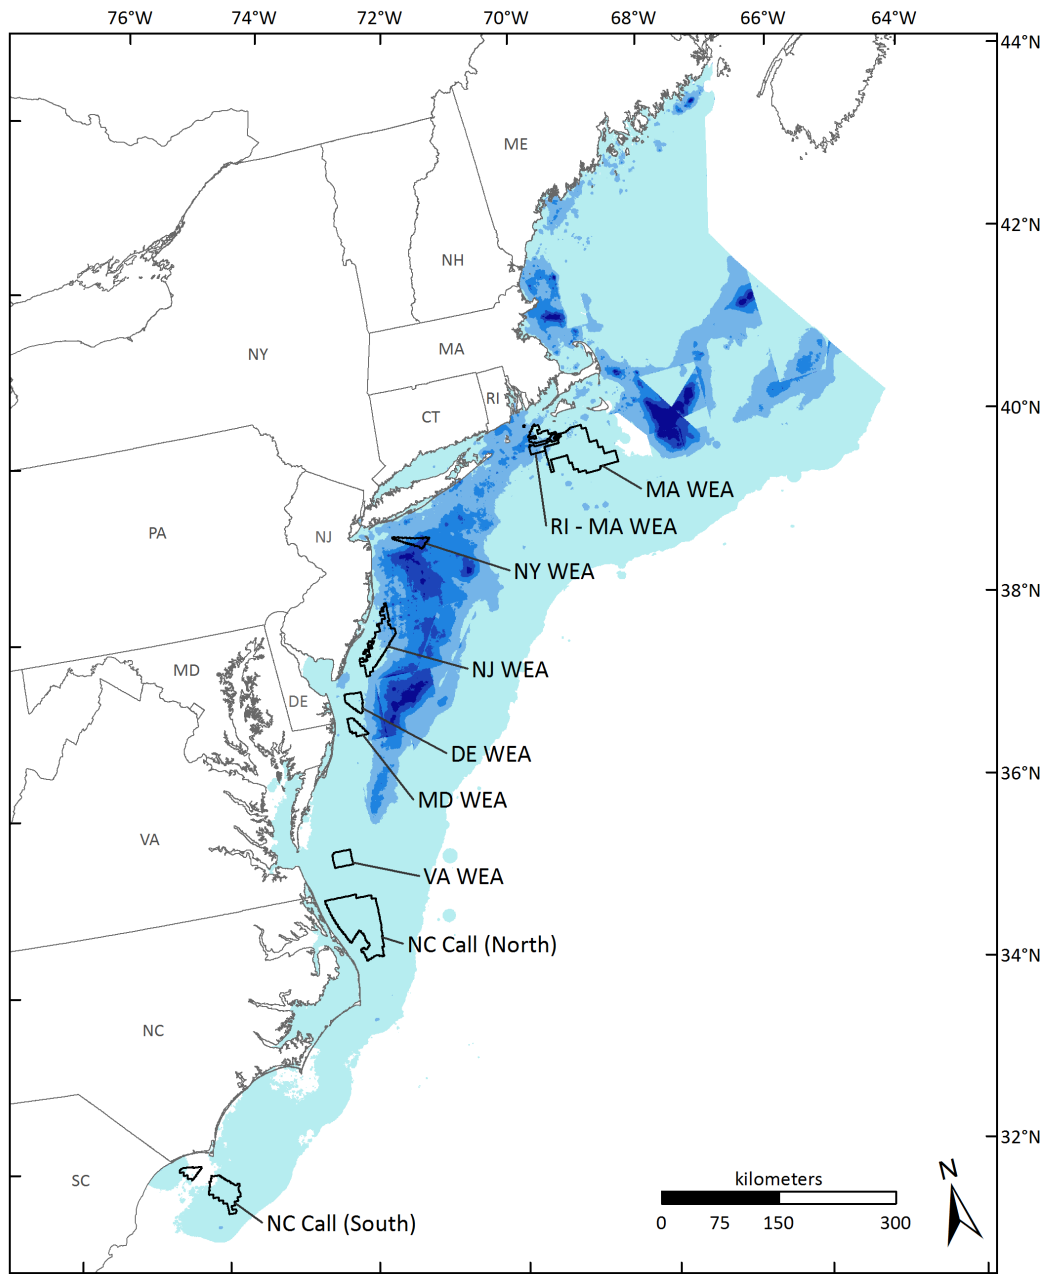 76°W 74°W 72°W 70°W 68°W 66°W 64°W
44°N
ME
42°N
NH
MA
NY
RI
CT
40°N
MA WEA
RI - MA WEA
PA
NJ
NY WEA
38°N
MD
NJ WEA
DE
DE WEA
36°N
MD WEA
VA
VA WEA
NC Call (North)
34°N
NC
32°N
SC
N
kilometers
0 75 150 300
NC Call (South)